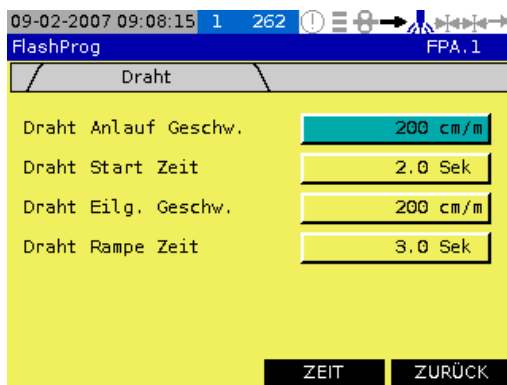 09-02-2007 09:08:15 1 262
FlashProg FPA.1
Draht
Draht Anlauf Geschw. 200 cm/m
Draht Start Zeit 2.0 Sek
Draht Eilg. Geschw. 200 cm/m
Draht Rampe Zeit 3.0 Sek
ZEIT ZURÜCK